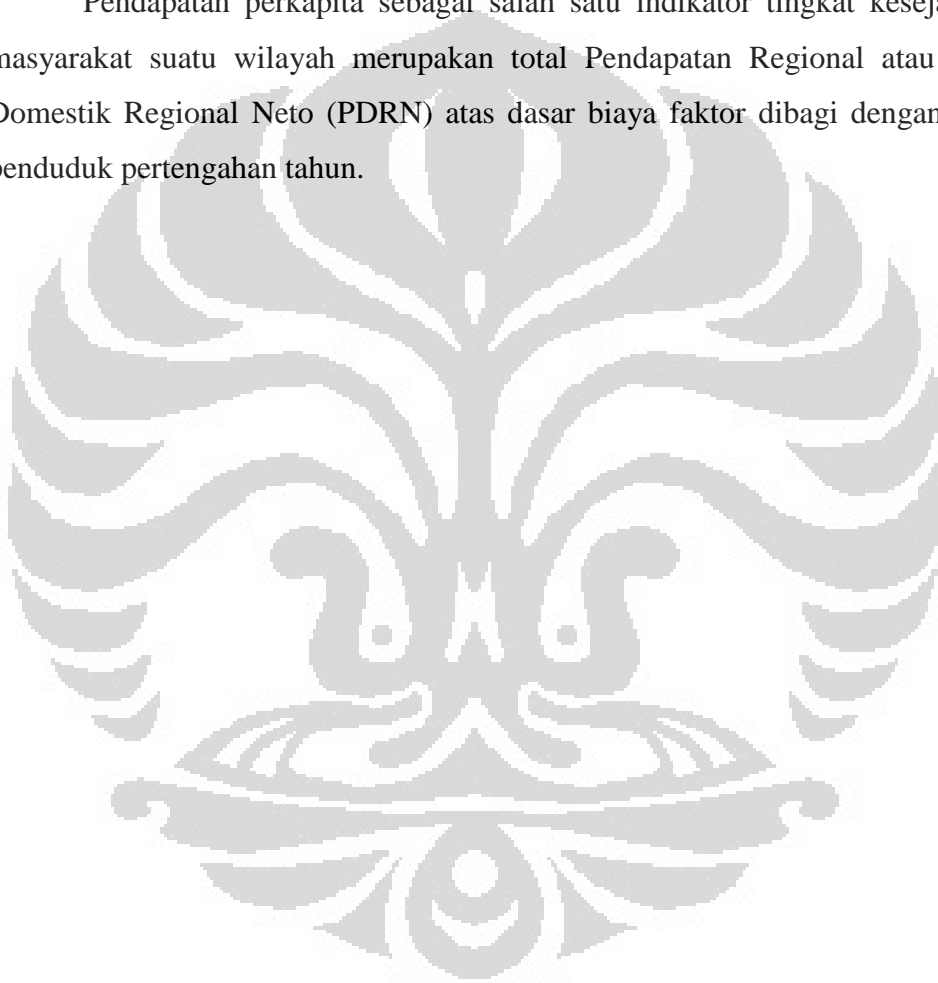 Pendapatan perkapita sebagai salah satu indikator tingkat keseja
masyarakat suatu wilayah merupakan total Pendapatan Regional atau
Domestik Regional Neto (PDRN) atas dasar biaya faktor dibagi dengan
penduduk pertengahan tahun.